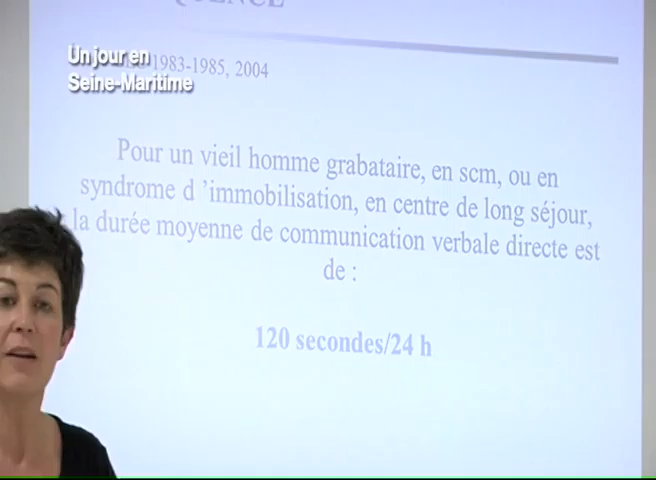 Un jour en
Seine-Maritime
1983-1985, 2004
Pour un vieil homme grabataire, en scm, ou en
syndrome d 'immobilisation, en centre de long séjour,
la durée moyenne de communication verbale directe est
de :
120 secondes/24 h